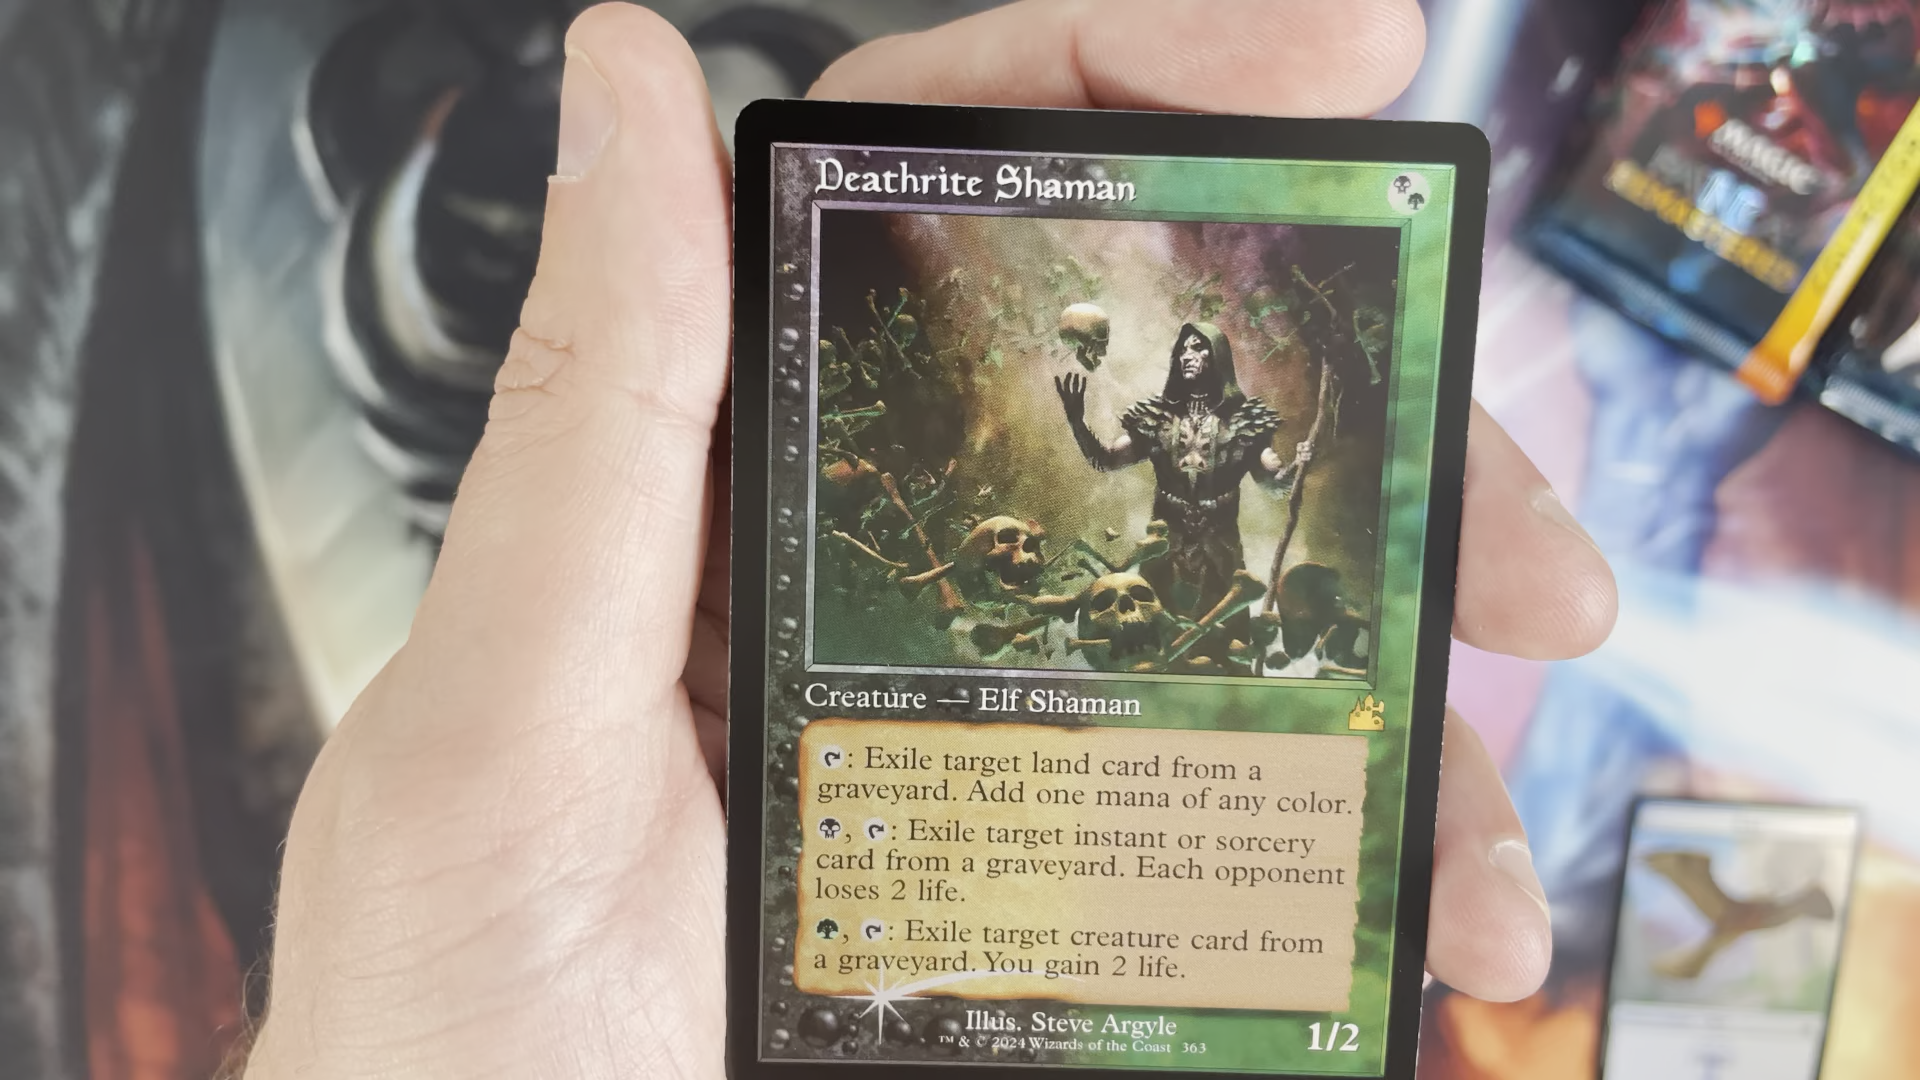 Deathrite Shaman
MAGIC
REMASTERED
Creature — Elf Shaman
: Exile target land card from a
graveyard. Add one mana of any color.
, : Exile target instant or sorcery
card from a graveyard. Each opponent
loses 2 life.
, : Exile target creature card from
a graveyard. You gain 2 life.
Illus. Steve Argyle
™ & © 2024 Wizards of the Coast 363
1/2